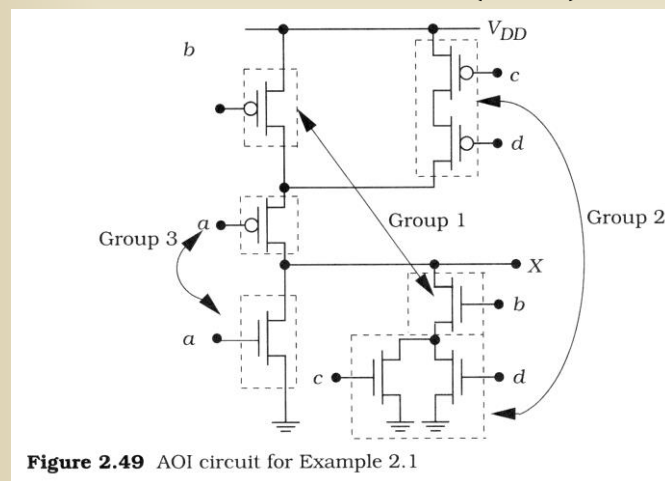 V_DD
b
c
d
Group 1
Group 2
a
Group 3
X
b
a
c
d
Figure 2.49 AOI circuit for Example 2.1